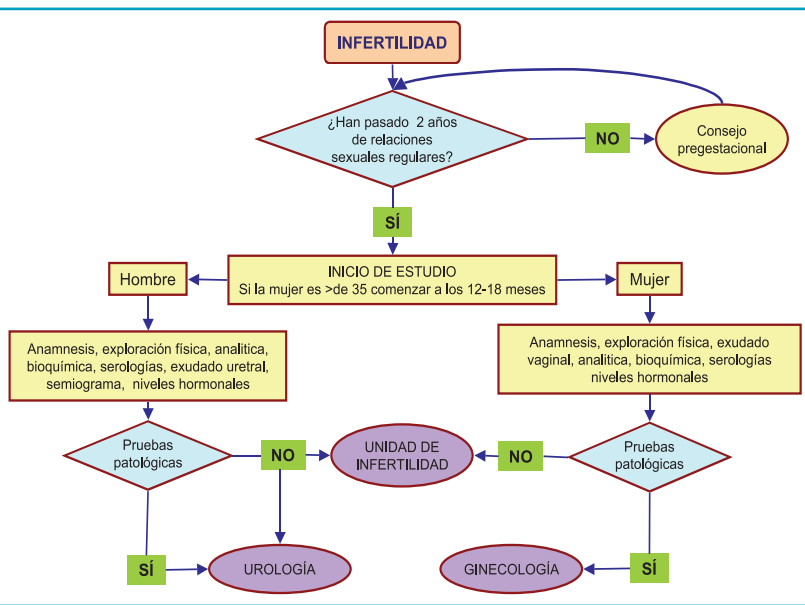 INFERTILIDAD
¿Han pasado 2 años
de relaciones
sexuales regulares?
NO
Consejo
pregestacional
SÍ
Hombre
INICIO DE ESTUDIO
Si la mujer es >de 35 comenzar a los 12-18 meses
Mujer
Anamnesis, exploración física, analitica,
bioquímica, serologías, exudado uretral,
semiograma, niveles hormonales
Anamnesis, exploración física, exudado
vaginal, analitica, bioquímica, serologías
niveles hormonales
Pruebas
patológicas
NO
UNIDAD DE
INFERTILIDAD
NO
Pruebas
patológicas
SÍ
UROLOGÍA
GINECOLOGÍA
SÍ